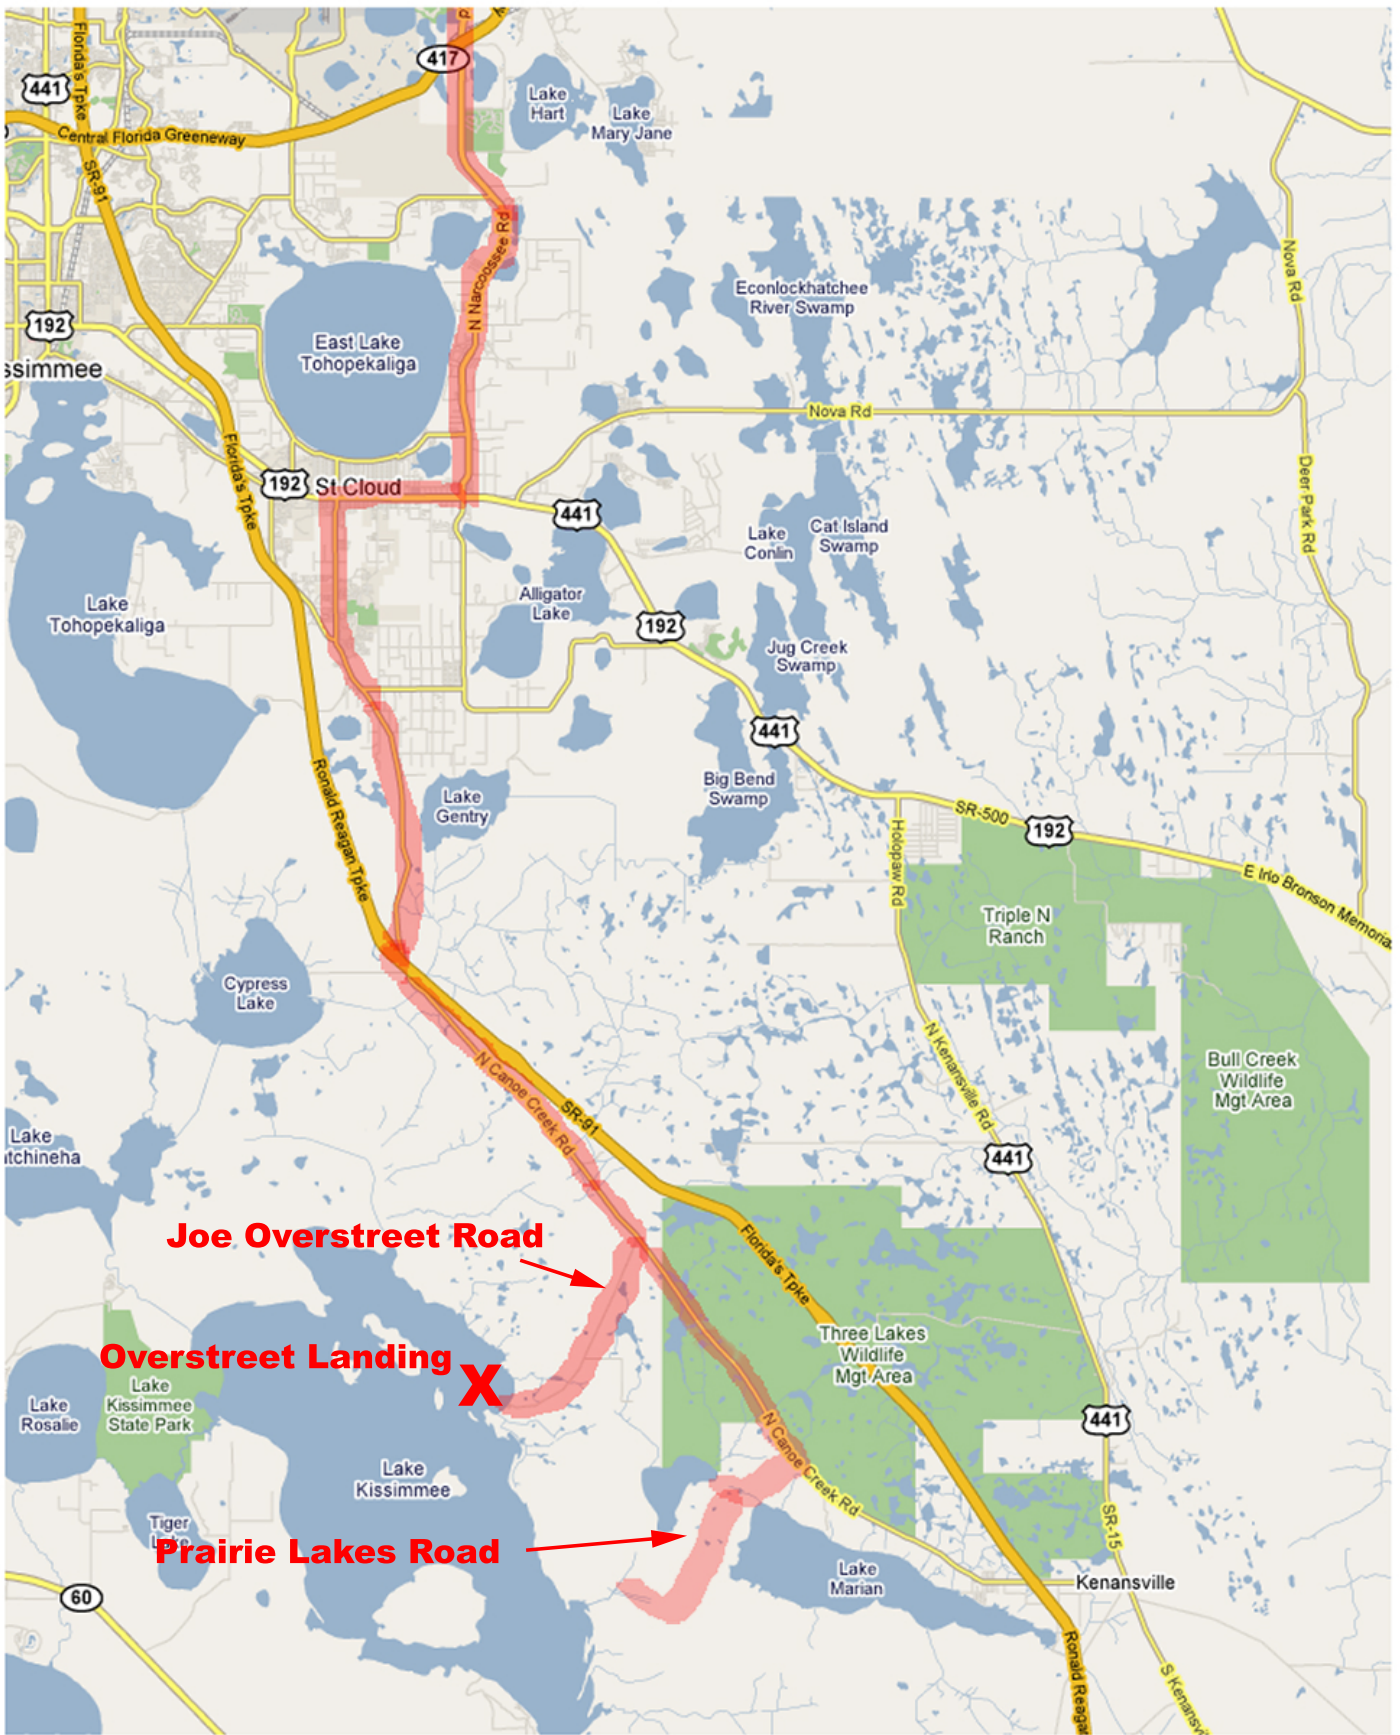 417
441
Florida's Tpke
Lake
Hart
Lake
Mary Jane
Central Florida Greeneway
SR-91
N Narcoossee Rd
Nova Rd
Econlockhatchee
River Swamp
192
ssimmee
East Lake
Tohopekaliga
Nova Rd
Florida's Tpke
192
St Cloud
441
Deer Park Rd
Lake
Conlin
Cat Island
Swamp
Alligator
Lake
Lake
Tohopekaliga
192
Jug Creek
Swamp
441
Big Bend
Swamp
Lake
Gentry
Ronald Reagan Tpke
SR-500
192
Holopaw Rd
E Irlo Bronson Memoria
Triple N
Ranch
Cypress
Lake
N Kenansville Rd
Bull Creek
Wildlife
Mgt Area
N Canoe Creek Rd
SR-91
Lake
tchineha
441
Joe Overstreet Road
Florida's Tpke
Three Lakes
Wildlife
Mgt Area
Overstreet Landing
X
Lake
Kissimmee
State Park
Lake
Rosalie
441
N Canoe Creek Rd
Lake
Kissimmee
SR-15
Tiger
Prairie Lakes Road
Lake
Marian
Kenansville
60
Ronald Reaga
S Kenansv